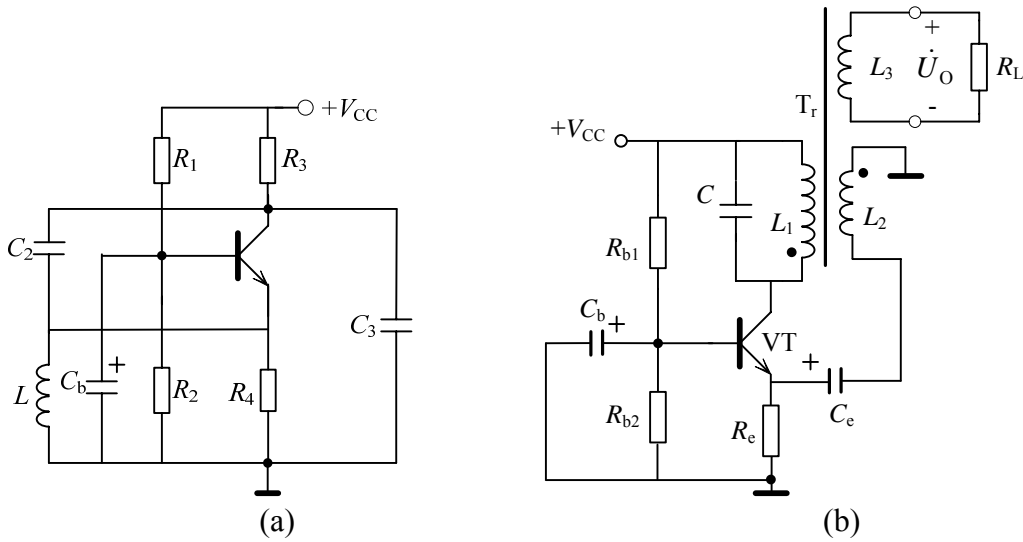 +V_CC
R_1
R_3
C_2
C_3
L
C_b
+
R_2
R_4
(a)
+
L_3
U̇_O
R_L
-
T_r
+V_CC
C
L_1
L_2
R_b1
C_b
+
VT
+
C_e
R_b2
R_e
(b)